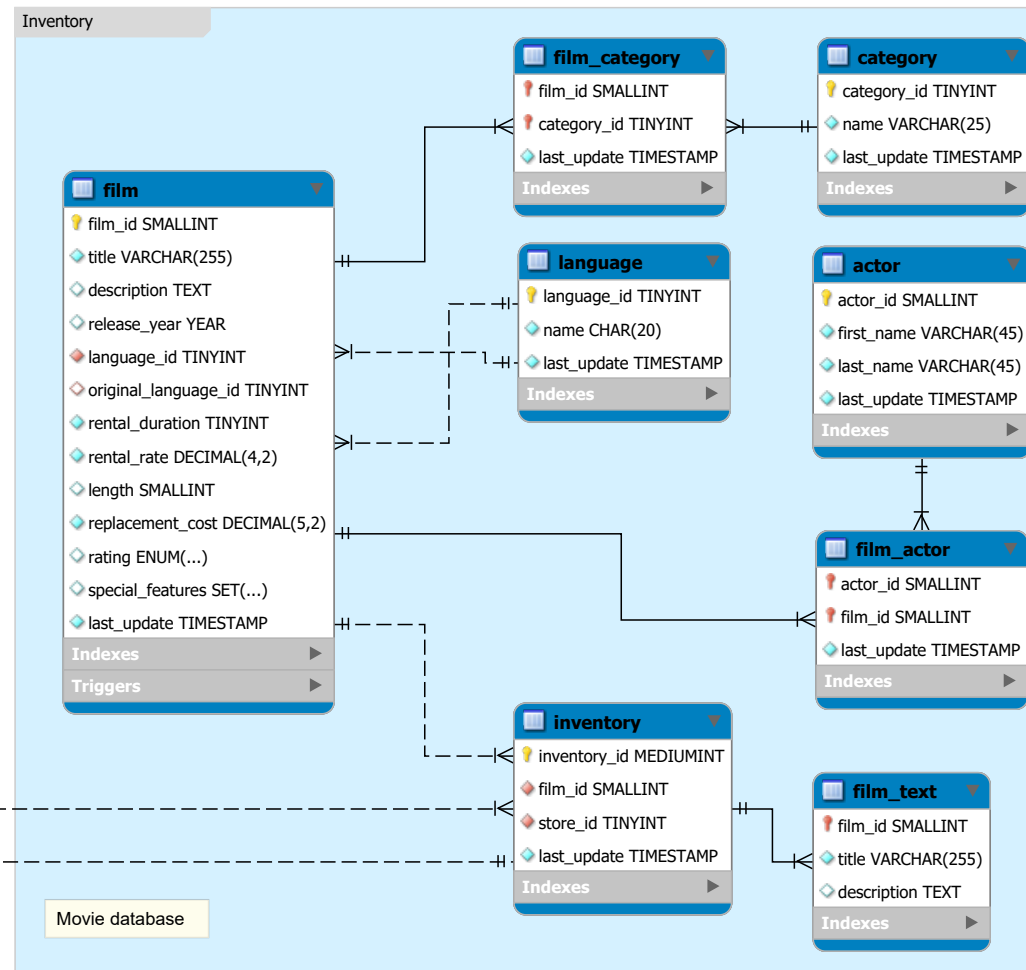 Inventory
film_category
film_id SMALLINT
category_id TINYINT
last_update TIMESTAMP
Indexes
category
category_id TINYINT
name VARCHAR(25)
last_update TIMESTAMP
Indexes
film
film_id SMALLINT
title VARCHAR(255)
description TEXT
release_year YEAR
language_id TINYINT
original_language_id TINYINT
rental_duration TINYINT
rental_rate DECIMAL(4,2)
length SMALLINT
replacement_cost DECIMAL(5,2)
rating ENUM(...)
special_features SET(...)
last_update TIMESTAMP
Indexes
Triggers
language
language_id TINYINT
name CHAR(20)
last_update TIMESTAMP
Indexes
actor
actor_id SMALLINT
first_name VARCHAR(45)
last_name VARCHAR(45)
last_update TIMESTAMP
Indexes
film_actor
actor_id SMALLINT
film_id SMALLINT
last_update TIMESTAMP
Indexes
inventory
inventory_id MEDIUMINT
film_id SMALLINT
store_id TINYINT
last_update TIMESTAMP
Indexes
film_text
film_id SMALLINT
title VARCHAR(255)
description TEXT
Indexes
Movie database